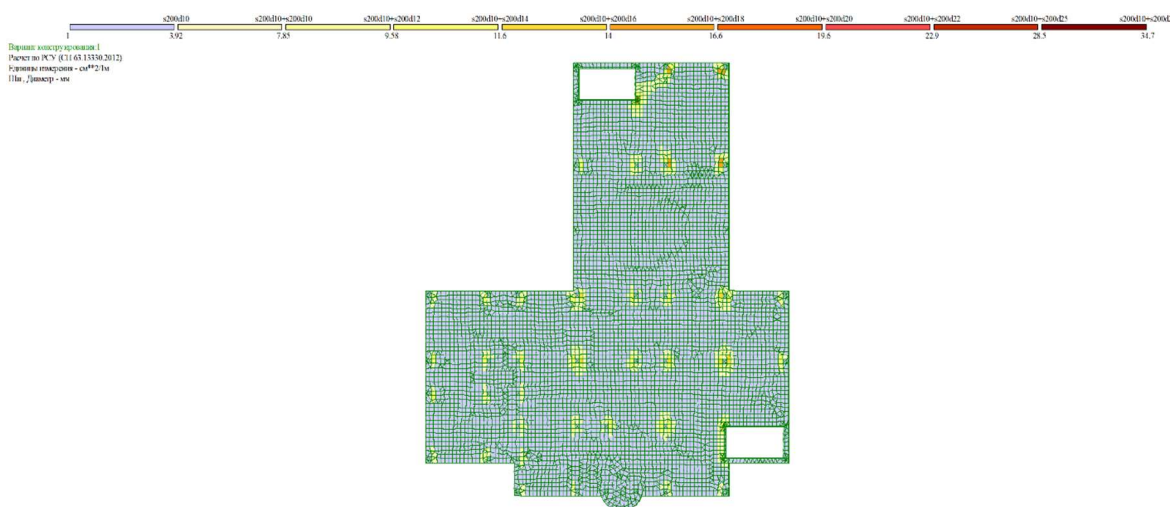 s200d10 s200d10+s200d10 s200d10+s200d12 s200d10+s200d14 s200d10+s200d16 s200d10+s200d18 s200d10+s200d20 s200d10+s200d22 s200d10+s200d25 s200d10+s200d2
1 3.92 7.85 9.58 11.6 14 16.6 19.6 22.9 28.5 34.7
Вариант конструирования:1
Расчет по РСУ (СП 63.13330.2012)
Единицы измерения - см**2/1м
Шаг, Диаметр - мм